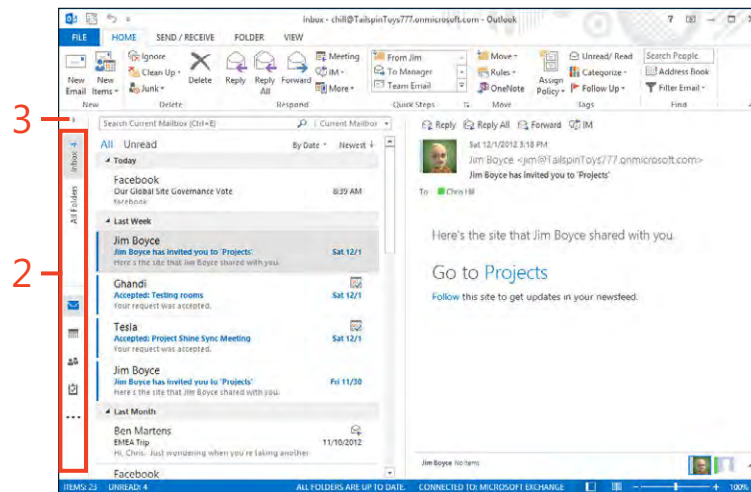 inbox - chill@TailspinToys777.onmicrosoft.com - Outlook
FILE HOME SEND / RECEIVE FOLDER VIEW
New Email
New Items
Ignore
Clean Up
Junk
Delete
Reply
Reply All
Forward
Meeting
IM
More
From Jim
To Manager
Team Email
Move
Rules
OneNote
Assign Policy
Unread/ Read
Categorize
Follow Up
Search People
Address Book
Filter Email
New Delete Respond Quick Steps Move Tags Find
3
2
Inbox 4
All Folders
Search Current Mailbox (Ctrl+E) Current Mailbox
All Unread By Date Newest
Today
Facebook
Our Global Site Governance Vote 8:39 AM
facebook
Last Week
Jim Boyce
Jim Boyce has invited you to 'Projects' Sat 12/1
Here's the site that Jim Boyce shared with you.
Ghandi
Accepted: Testing rooms Sat 12/1
Your request was accepted.
Tesla
Accepted: Project Shine Sync Meeting Sat 12/1
Your request was accepted.
Jim Boyce
Jim Boyce has invited you to 'Projects' Fri 11/30
Here's the site that Jim Boyce shared with you.
Last Month
Ben Martens
EMEA Trip 11/10/2012
Hi, Chris. Just wondering when you're taking another
Facebook
Reply Reply All Forward IM
Sat 12/1/2012 3:18 PM
Jim Boyce <jim@TailspinToys777.onmicrosoft.com>
Jim Boyce has invited you to 'Projects'
To Chris Hill
Here's the site that Jim Boyce shared with you.
Go to Projects
Follow this site to get updates in your newsfeed.
Jim Boyce No Items
ITEMS: 23 UNREAD: 4 ALL FOLDERS ARE UP TO DATE. CONNECTED TO: MICROSOFT EXCHANGE 100%